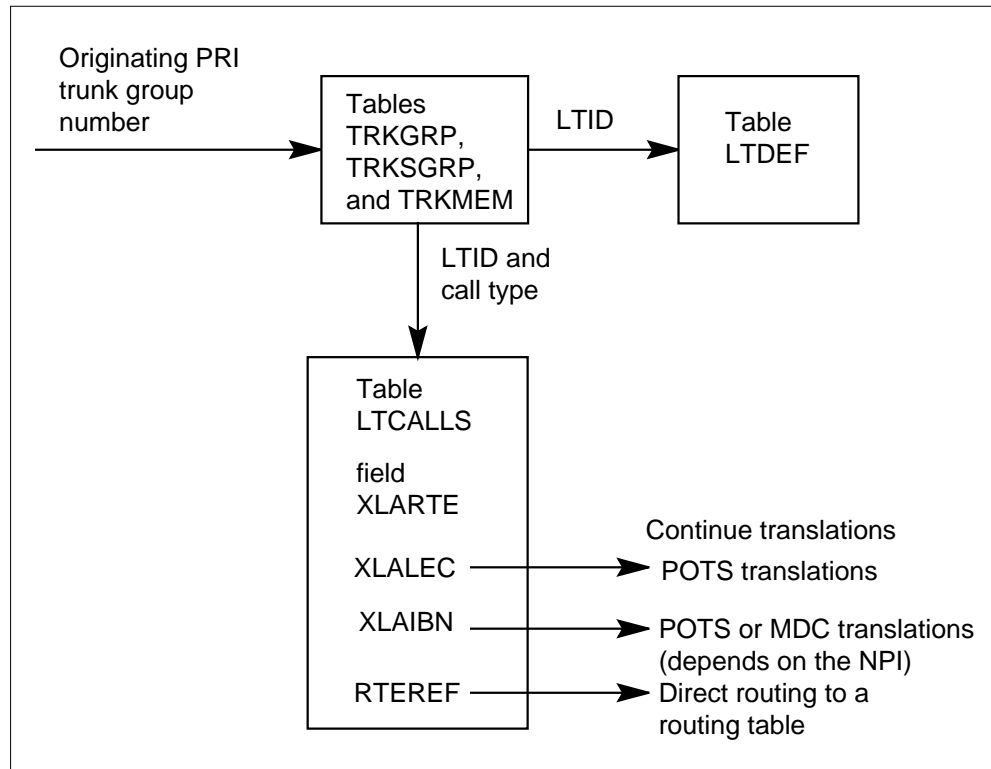 Originating PRI
trunk group
number
Tables
TRKGRP,
TRKSGRP,
and TRKMEM
LTID
Table
LTDEF
LTID and
call type
Table
LTCALLS
field
XLARTE
Continue translations
XLALEC
POTS translations
XLAIBN
POTS or MDC translations
(depends on the NPI)
RTEREF
Direct routing to a
routing table